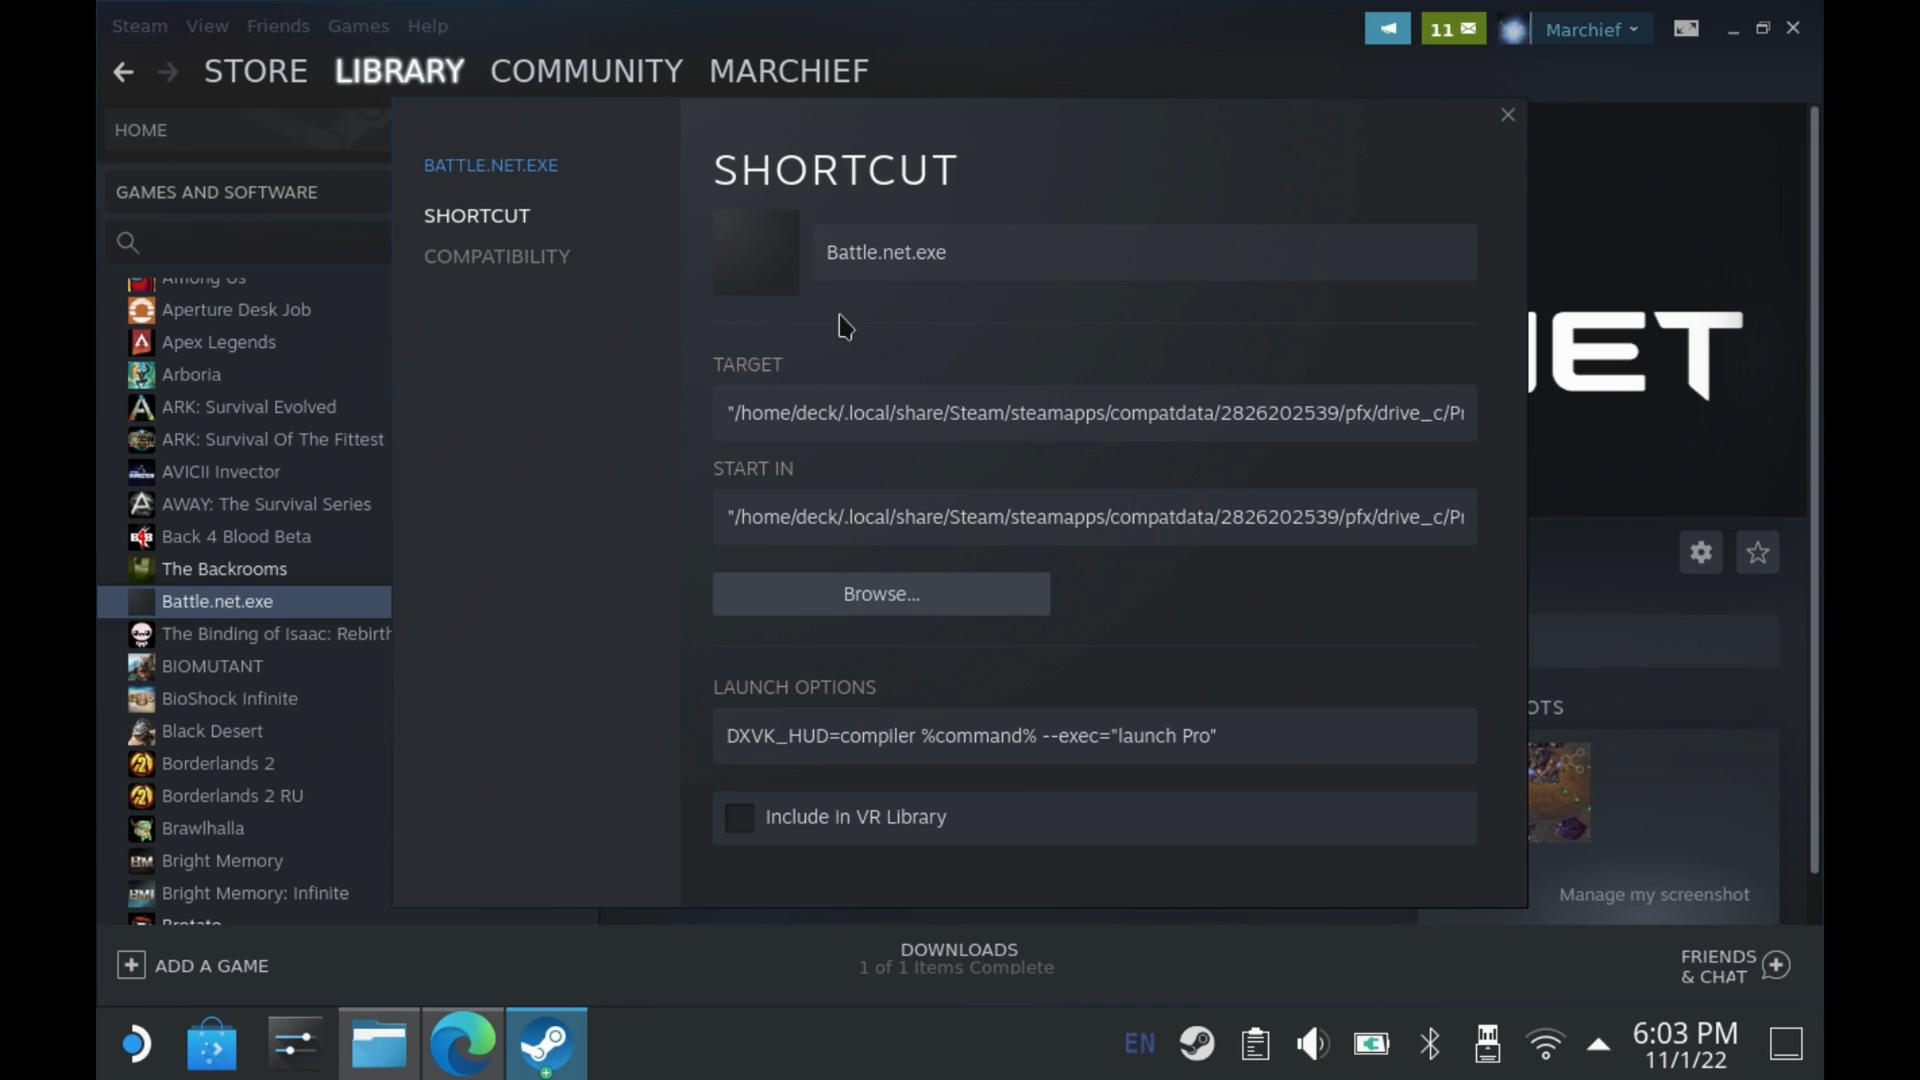 Steam View Friends Games Help
11
Marchief
STORE LIBRARY COMMUNITY MARCHIEF
HOME
GAMES AND SOFTWARE
Among Us
Aperture Desk Job
Apex Legends
Arboria
ARK: Survival Evolved
ARK: Survival Of The Fittest
AVICII Invector
AWAY: The Survival Series
Back 4 Blood Beta
The Backrooms
Battle.net.exe
The Binding of Isaac: Rebirth
BIOMUTANT
BioShock Infinite
Black Desert
Borderlands 2
Borderlands 2 RU
Brawlhalla
Bright Memory
Bright Memory: Infinite
Brotato
BATTLE.NET.EXE
SHORTCUT
COMPATIBILITY
SHORTCUT
Battle.net.exe
TARGET
"/home/deck/.local/share/Steam/steamapps/compatdata/2826202539/pfx/drive_c/Pr
START IN
"/home/deck/.local/share/Steam/steamapps/compatdata/2826202539/pfx/drive_c/Pr
Browse...
LAUNCH OPTIONS
DXVK_HUD=compiler %command% --exec="launch Pro"
Include in VR Library
NET
OTS
Manage my screenshot
ADD A GAME
DOWNLOADS
1 of 1 Items Complete
FRIENDS
& CHAT
EN
6:03 PM
11/1/22